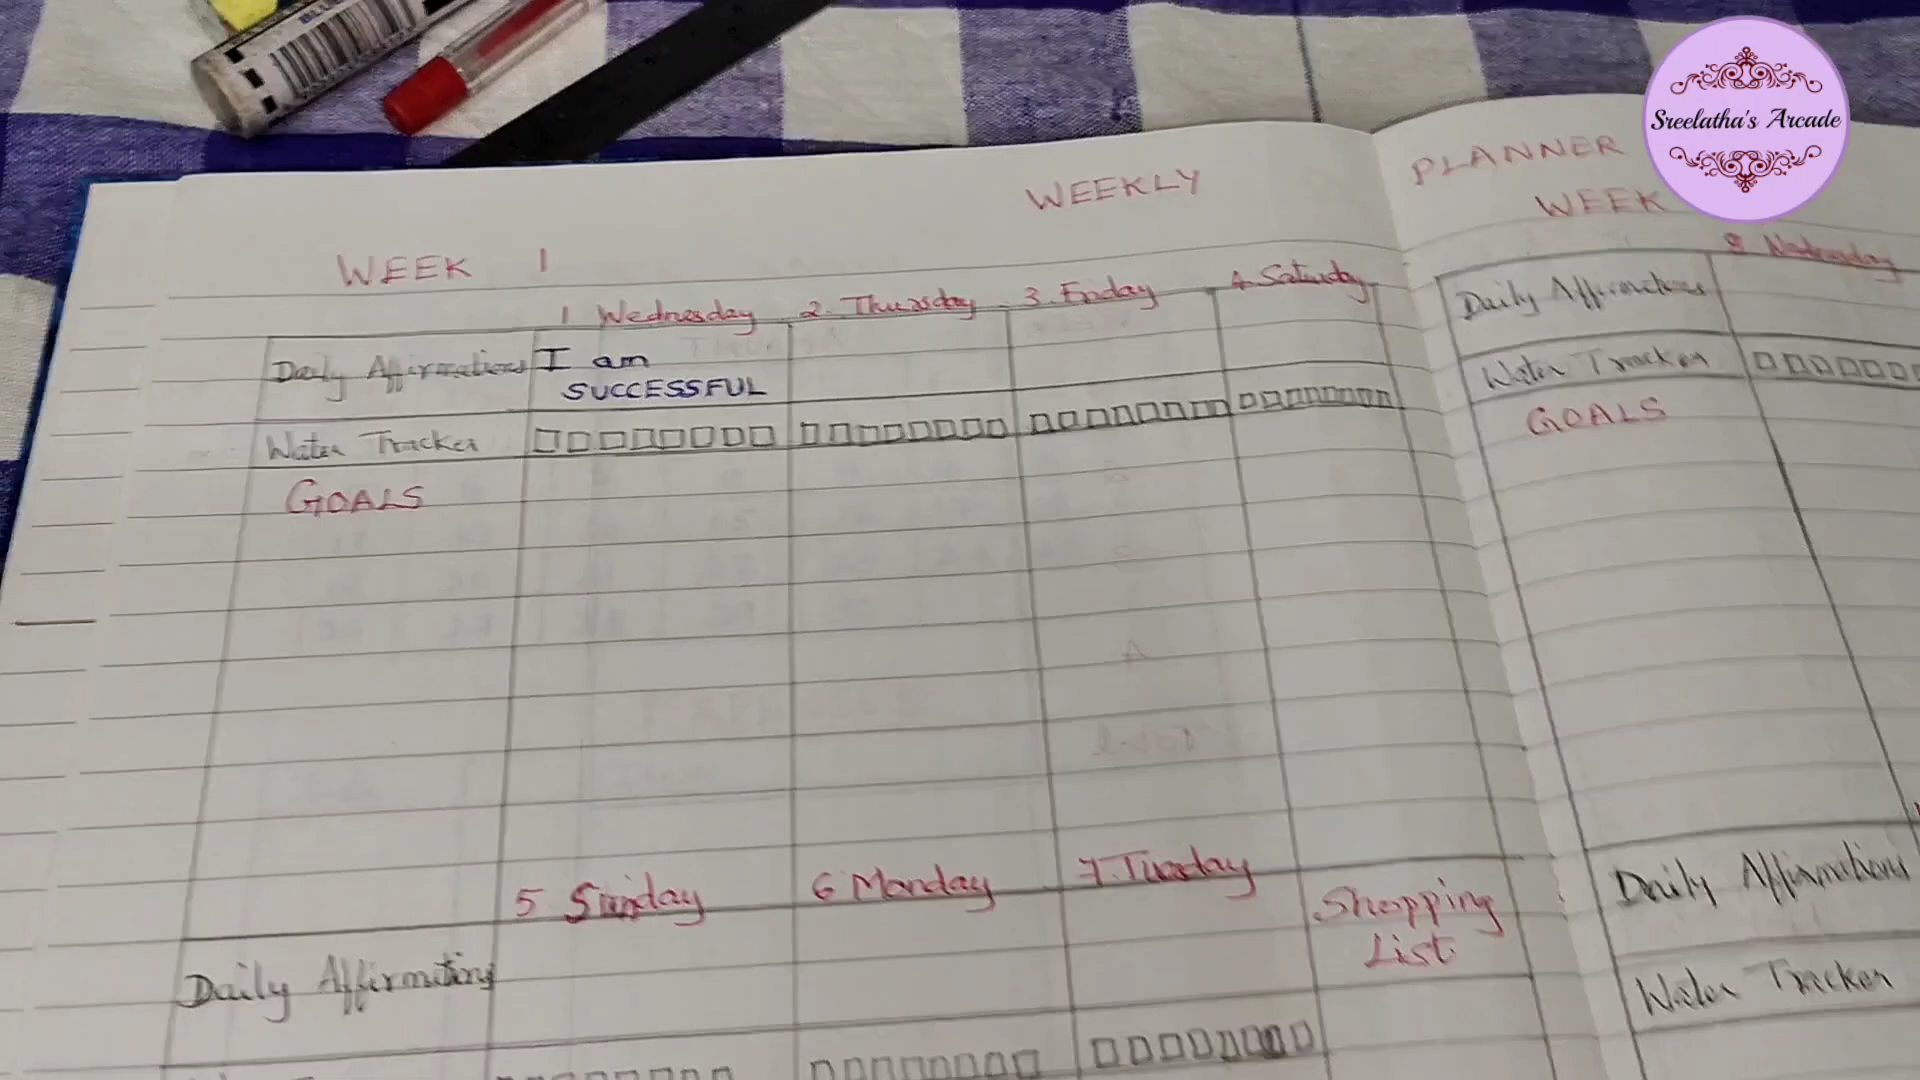 BLUE
Sreelatha's Arcade
WEEKLY
PLANNER
WEEK 1
WEEK
1 Wednesday 2. Thursday 3. Friday 4. Saturday
8 Wednesday
Daily Affirmations I am
SUCCESSFUL
Water Tracker
GOALS
Daily Affirmations
Water Tracker
GOALS
5 Sunday 6 Monday 7. Tuesday
Shopping
List
Daily Affirmations
Daily Affirmations
Water Tracker